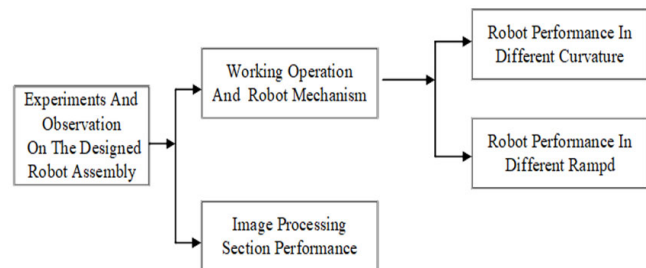 Experiments And
Observation
On The Designed
Robot Assembly
Working Operation
And Robot Mechanism
Image Processing
Section Performance
Robot Performance In
Different Curvature
Robot Performance In
Different Rampd